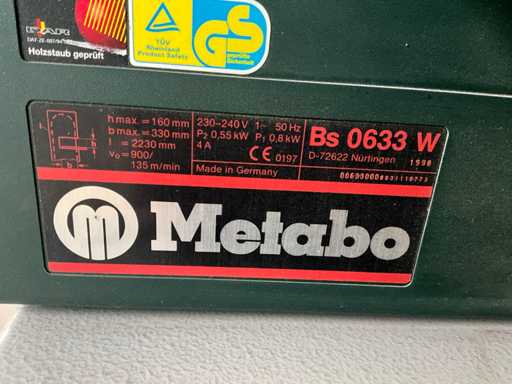 Holzstaub geprüft
TÜV
Rheinland
Product Safety
GS
geprüfte
Sicherheit
h max. = 160 mm
b max. = 330 mm
l = 2230 mm
v₀ = 900/
135 m/min
230-240 V 1~ 50 Hz
P₂ 0,55 kW P₁ 0,8 kW
4 A
CE 0197
Made in Germany
Bs 0633 W
D-72622 Nürtingen 1998
Metabo